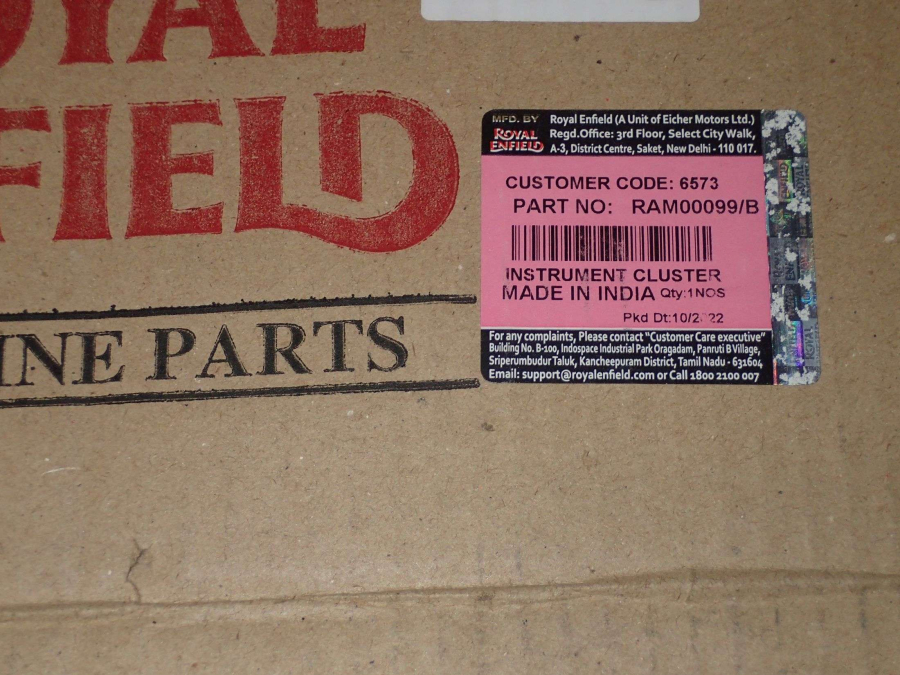 OYAL
FIELD
INE PARTS
MFD. BY
ROYAL
ENFIELD
Royal Enfield (A Unit of Eicher Motors Ltd.)
Regd.Office: 3rd Floor, Select City Walk,
A-3, District Centre, Saket, New Delhi - 110 017.
CUSTOMER CODE: 6573
PART NO: RAM00099/B
INSTRUMENT CLUSTER
MADE IN INDIA Qty:1NOS
Pkd Dt:
For any complaints, Please contact "Customer Care executive"
Building No. B-100, Indospace Industrial Park Oragadam, Panruti B Village,
Sriperumbudur Taluk, Kancheepuram District, Tamil Nadu - 631604
Email: support@royalenfield.com or Call 1800 2100 007